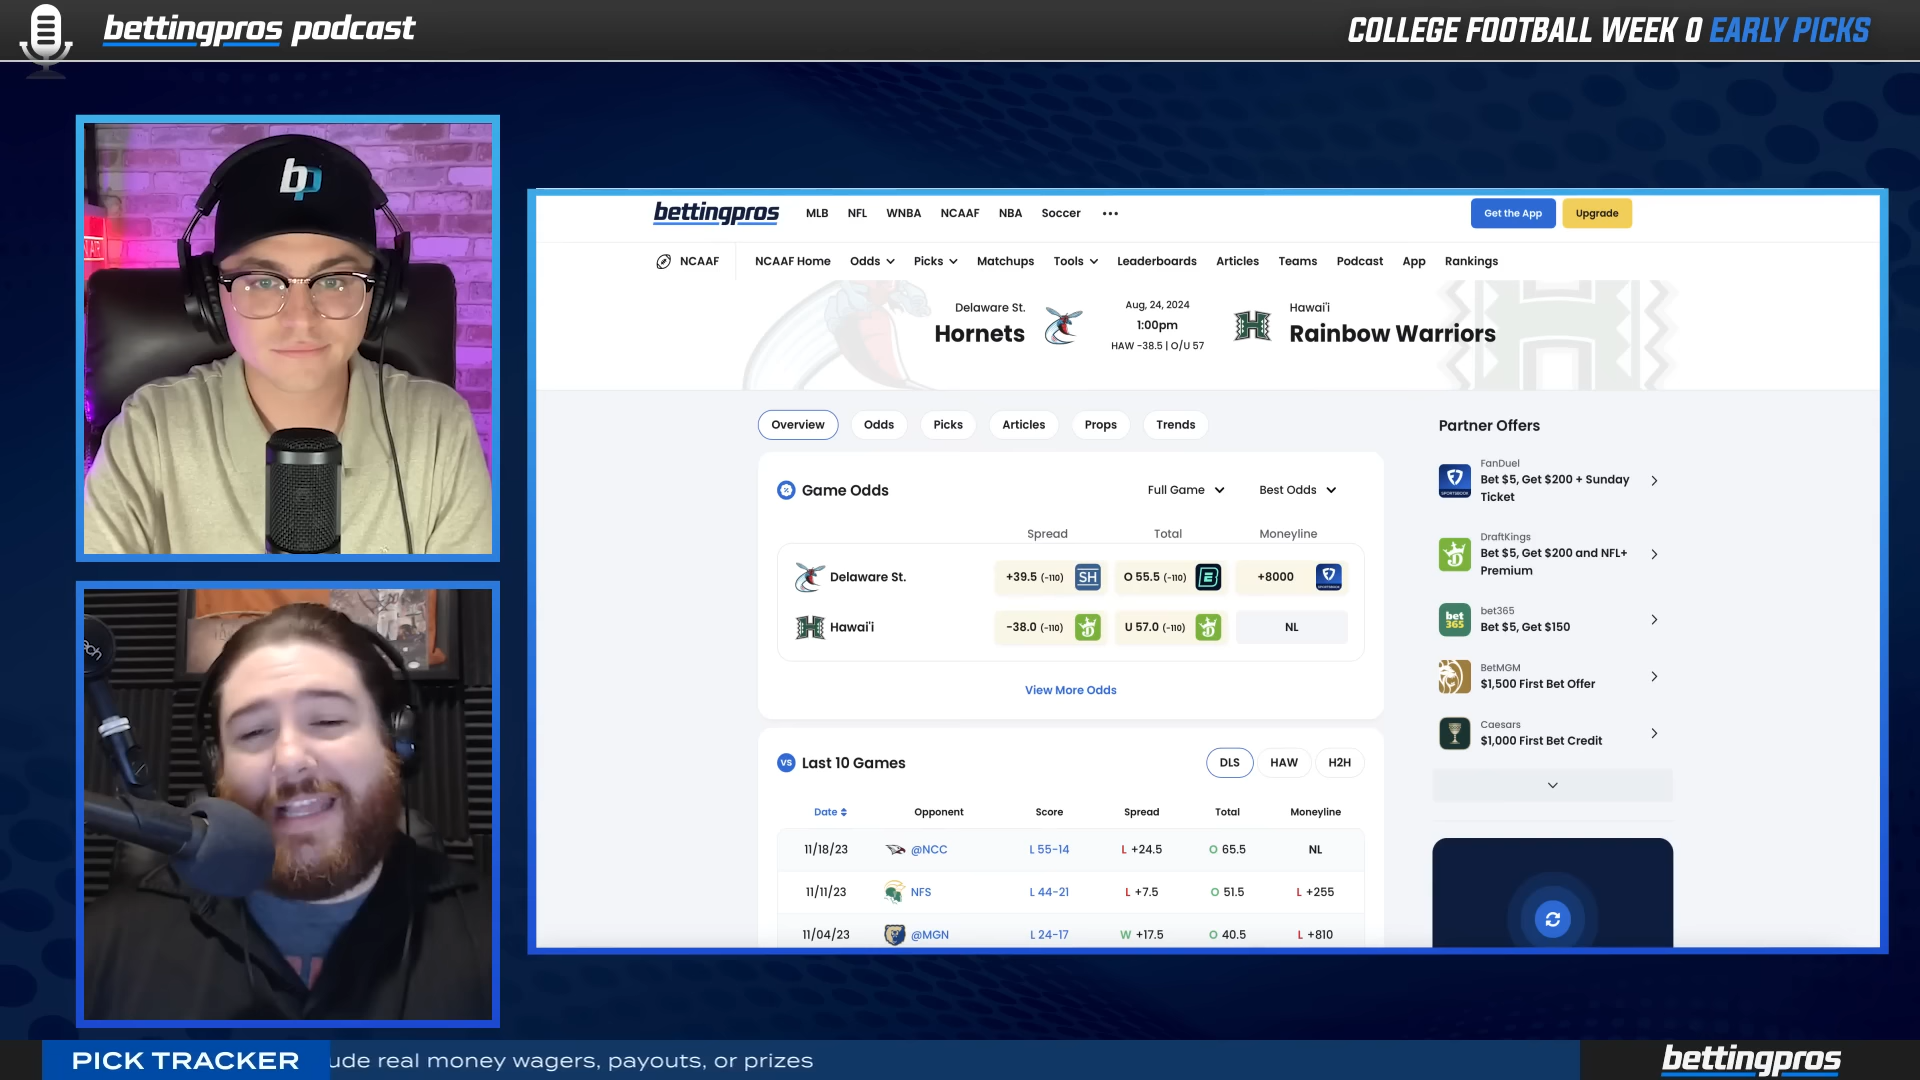 bettingpros podcast
COLLEGE FOOTBALL WEEK 0 EARLY PICKS
bp
bettingpros
MLB NFL WNBA NCAAF NBA Soccer •••
Get the App
Upgrade
NCAAF
NCAAF Home Odds Picks Matchups Tools Leaderboards Articles Teams Podcast App Rankings
Delaware St.
Hornets
Aug, 24, 2024
1:00pm
HAW -38.5 | O/U 57
Hawai'i
Rainbow Warriors
H
Overview Odds Picks Articles Props Trends
Game Odds
Full Game
Best Odds
Spread Total Moneyline
Delaware St. +39.5 (-110) SH O 55.5 (-110) +8000
Hawai'i -38.0 (-110) U 57.0 (-110) NL
View More Odds
VS Last 10 Games
DLS HAW H2H
Date Opponent Score Spread Total Moneyline
11/18/23 @NCC L 55-14 L +24.5 O 65.5 NL
11/11/23 NFS L 44-21 L +7.5 O 51.5 L +255
11/04/23 @MGN L 24-17 W +17.5 O 40.5 L +810
Partner Offers
FanDuel
Bet $5, Get $200 + Sunday
Ticket
DraftKings
Bet $5, Get $200 and NFL+
Premium
bet365
bet
365
Bet $5, Get $150
BetMGM
$1,500 First Bet Offer
Caesars
$1,000 First Bet Credit
PICK TRACKER
ude real money wagers, payouts, or prizes
bettingpros